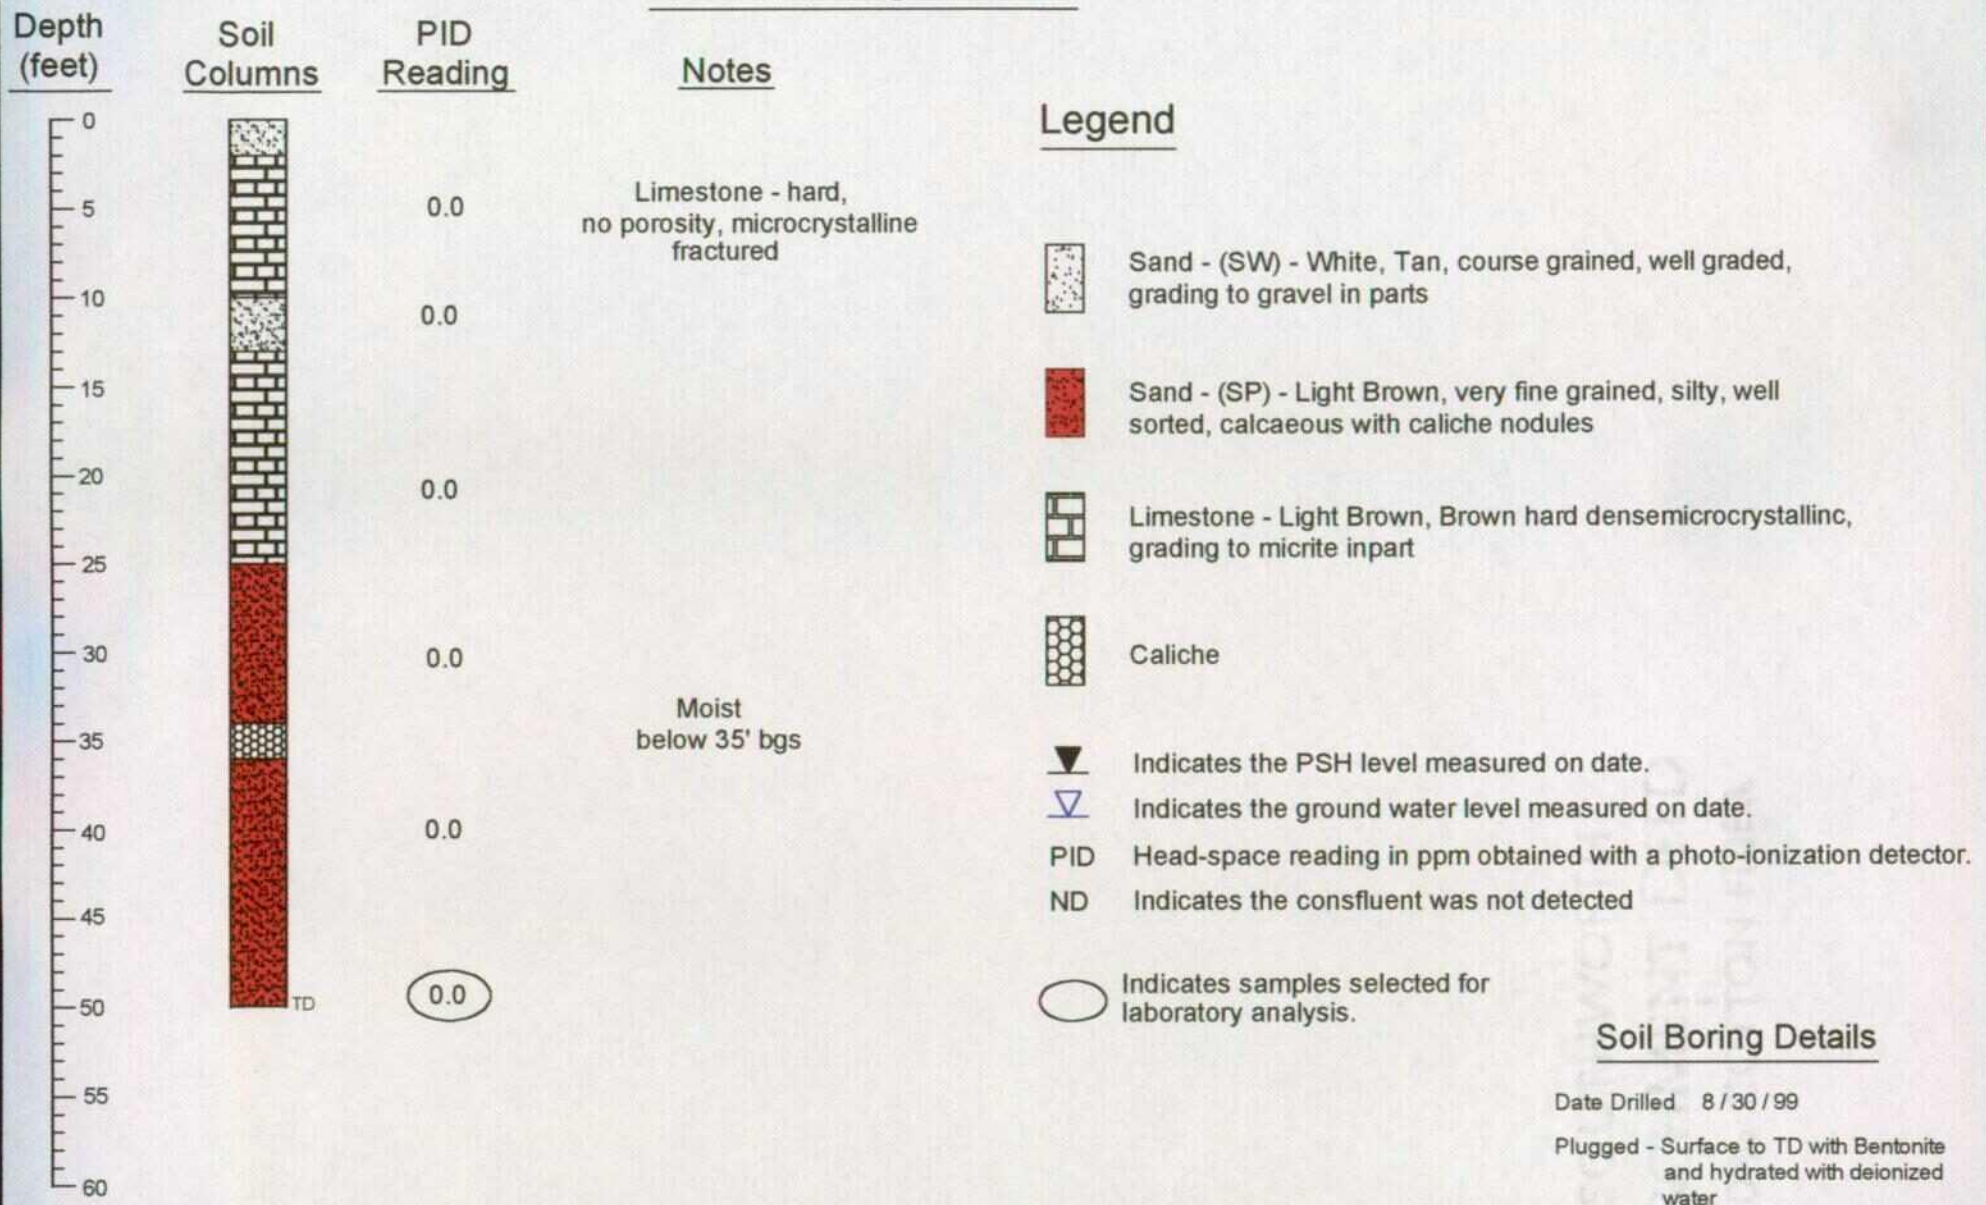 Depth
(feet)
Soil
Columns
PID
Reading
Notes
0
5
10
15
20
25
30
35
40
45
50
55
60
TD
0.0
0.0
0.0
0.0
0.0
0.0
Limestone - hard,
no porosity, microcrystalline
fractured
Moist
below 35' bgs
Legend
Sand - (SW) - White, Tan, course grained, well graded,
grading to gravel in parts
Sand - (SP) - Light Brown, very fine grained, silty, well
sorted, calcaeous with caliche nodules
Limestone - Light Brown, Brown hard densemicrocrystallinc,
grading to micrite inpart
Caliche
Indicates the PSH level measured on date.
Indicates the ground water level measured on date.
PID Head-space reading in ppm obtained with a photo-ionization detector.
ND Indicates the consfluent was not detected
Indicates samples selected for
laboratory analysis.
Soil Boring Details
Date Drilled 8 / 30 / 99
Plugged - Surface to TD with Bentonite
and hydrated with deionized
water